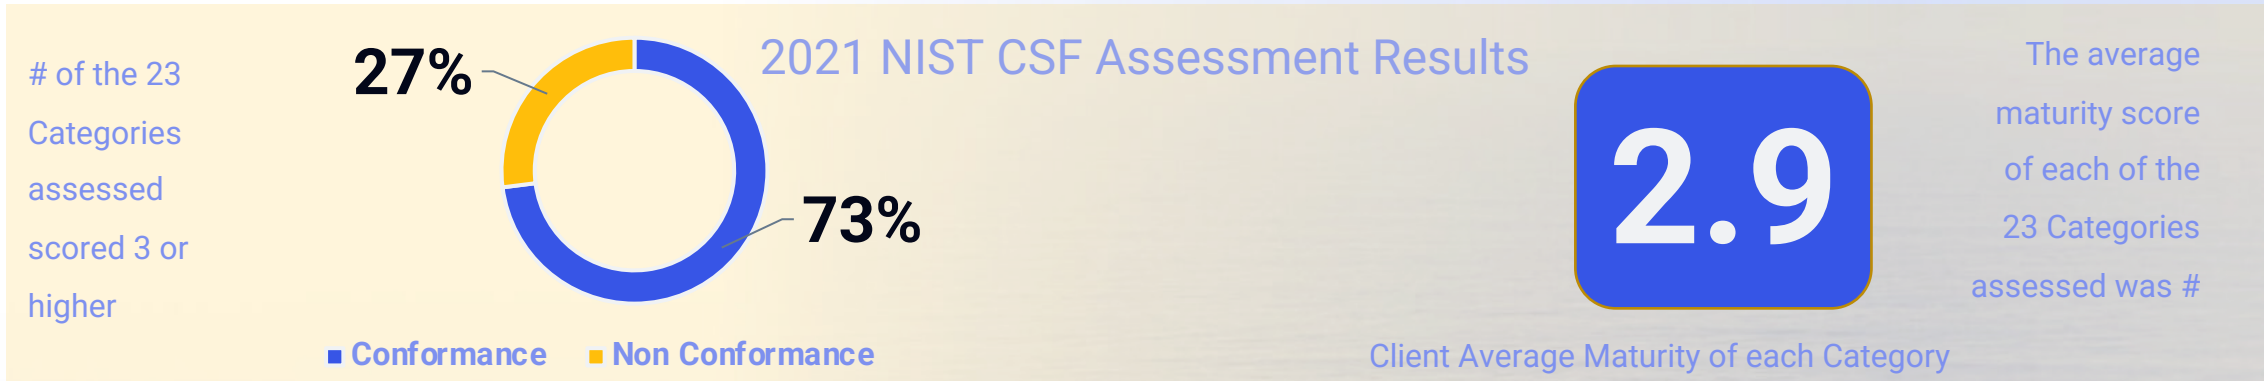 2021 NIST CSF Assessment Results
# of the 23
Categories
assessed
scored 3 or
higher
27%
73%
Conformance
Non Conformance
2.9
Client Average Maturity of each Category
The average
maturity score
of each of the
23 Categories
assessed was #